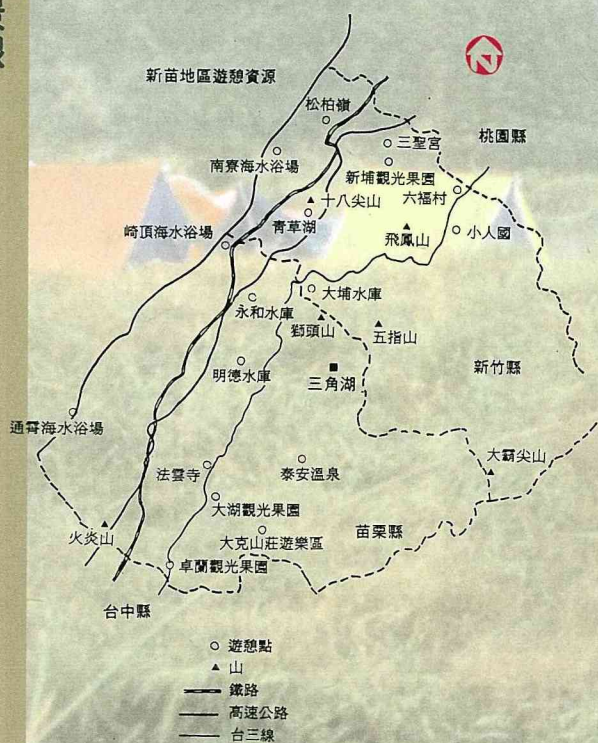 新苗地區遊憩資源
松柏嶺
三聖宮
桃園縣
南寮海水浴場
新埔觀光果園
六福村
十八尖山
青草湖
崎頂海水浴場
飛鳳山
小人國
大埔水庫
永和水庫
獅頭山
五指山
明德水庫
三角湖
新竹縣
通霄海水浴場
法雲寺
泰安溫泉
大霸尖山
大湖觀光果園
火炎山
大克山莊遊樂區
苗栗縣
卓蘭觀光果園
台中縣
遊憩點
山
鐵路
高速公路
台三線